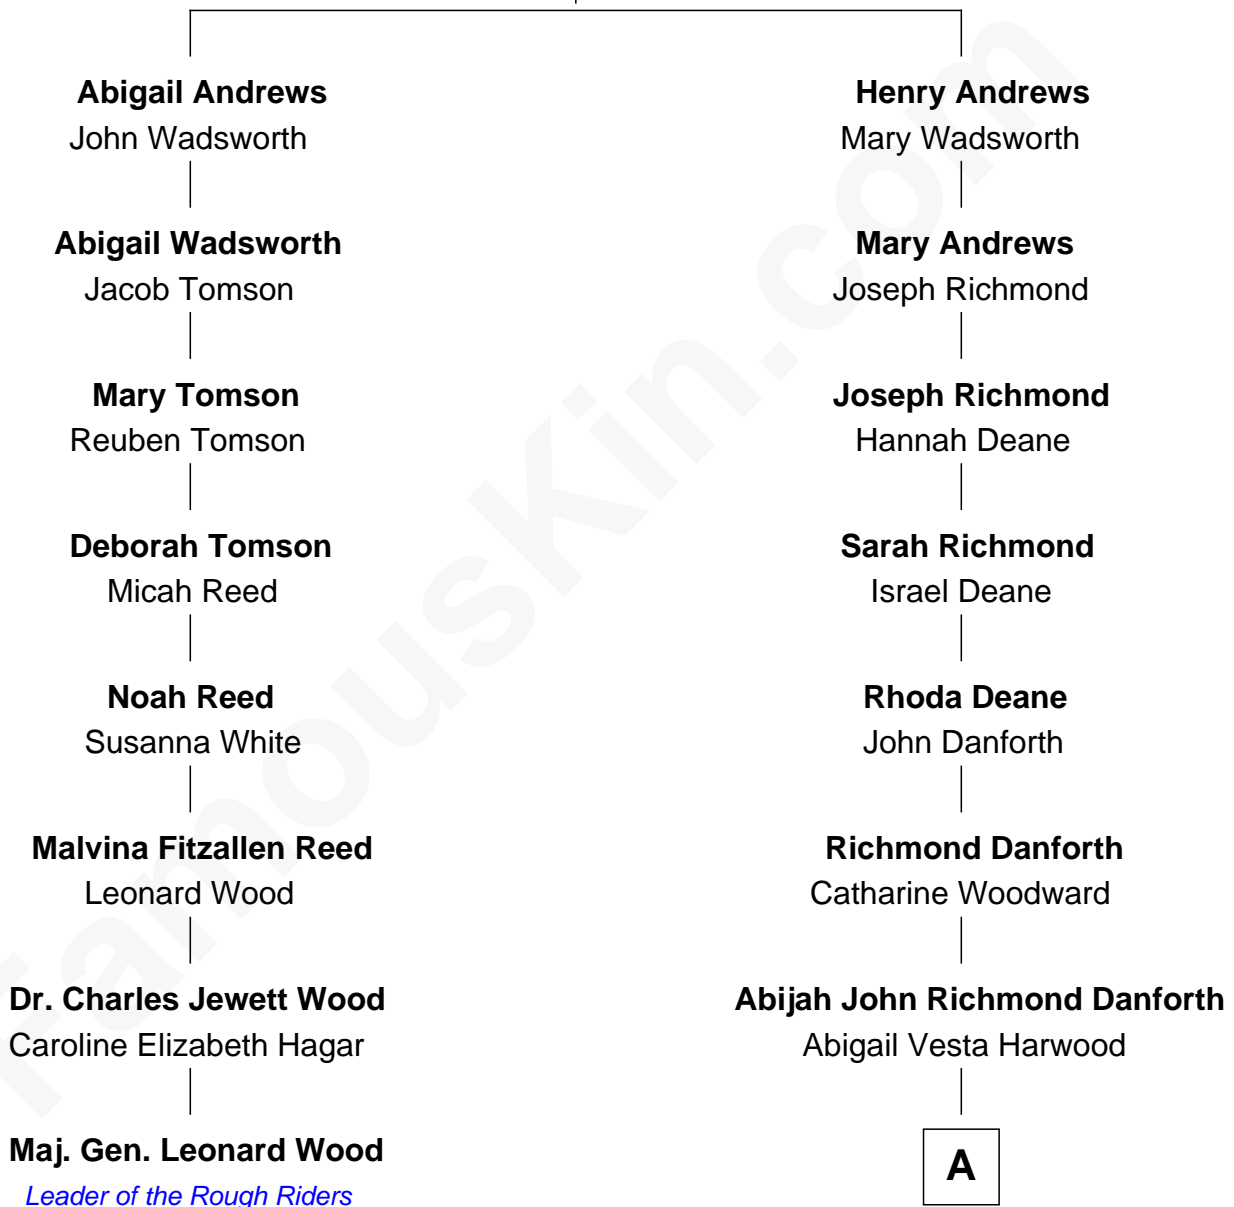 Abigail Andrews
John Wadsworth
Abigail Wadsworth
Jacob Tomson
Mary Tomson
Reuben Tomson
Deborah Tomson
Micah Reed
Noah Reed
Susanna White
Malvina Fitzallen Reed
Leonard Wood
Dr. Charles Jewett Wood
Caroline Elizabeth Hagar
Maj. Gen. Leonard Wood
Leader of the Rough Riders
Henry Andrews
Mary Wadsworth
Mary Andrews
Joseph Richmond
Joseph Richmond
Hannah Deane
Sarah Richmond
Israel Deane
Rhoda Deane
John Danforth
Richmond Danforth
Catharine Woodward
Abijah John Richmond Danforth
Abigail Vesta Harwood
A
FamousKin.com